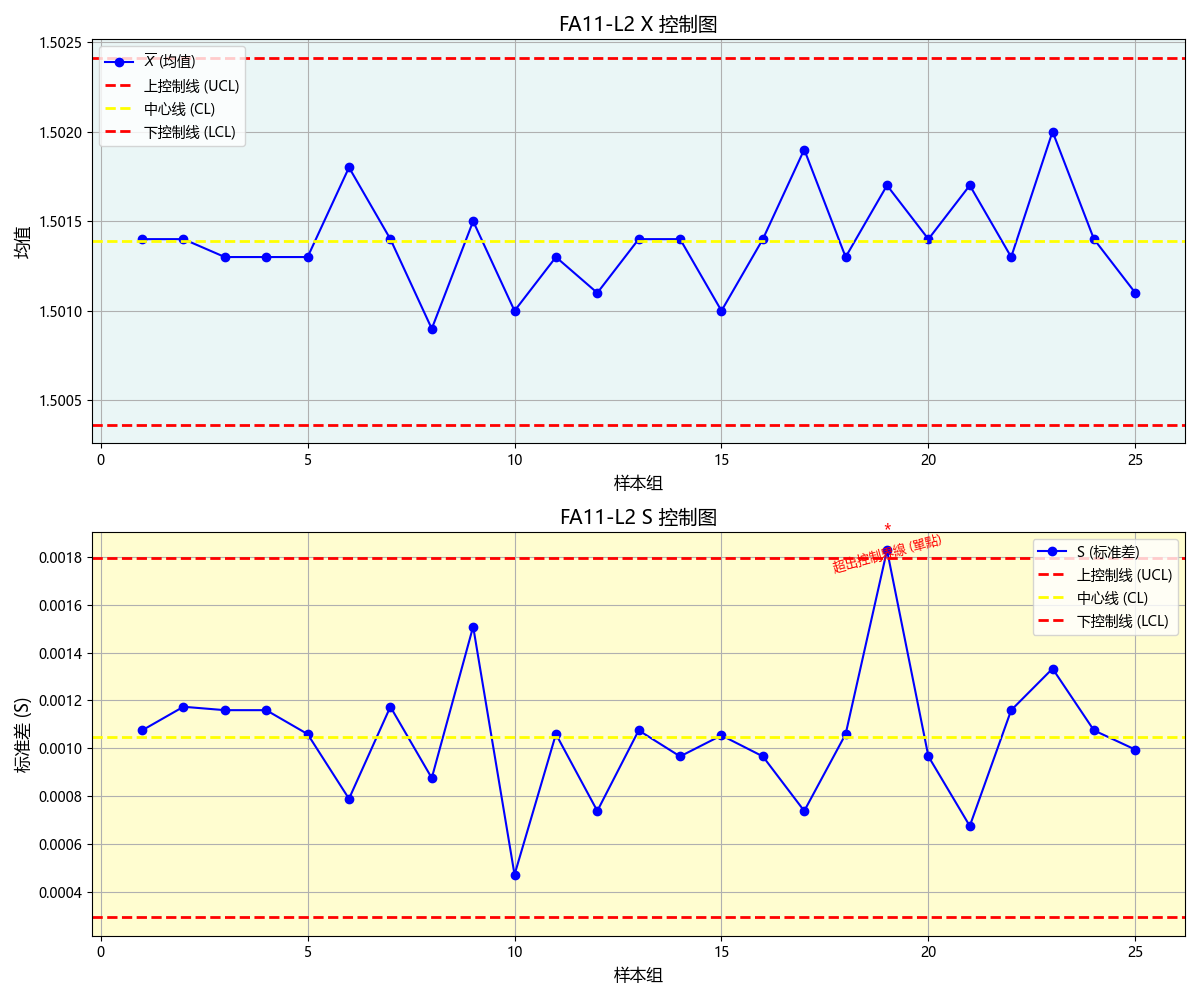 FA11-L2 X 控制图
1.5025
1.5020
1.5015
1.5010
1.5005
均值
X (均值)
上控制线 (UCL)
中心线 (CL)
下控制线 (LCL)
0 5 10 15 20 25
样本组
FA11-L2 S 控制图
*
超出控制界線 (單點)
0.0018
0.0016
0.0014
0.0012
0.0010
0.0008
0.0006
0.0004
标准差 (S)
S (标准差)
上控制线 (UCL)
中心线 (CL)
下控制线 (LCL)
0 5 10 15 20 25
样本组